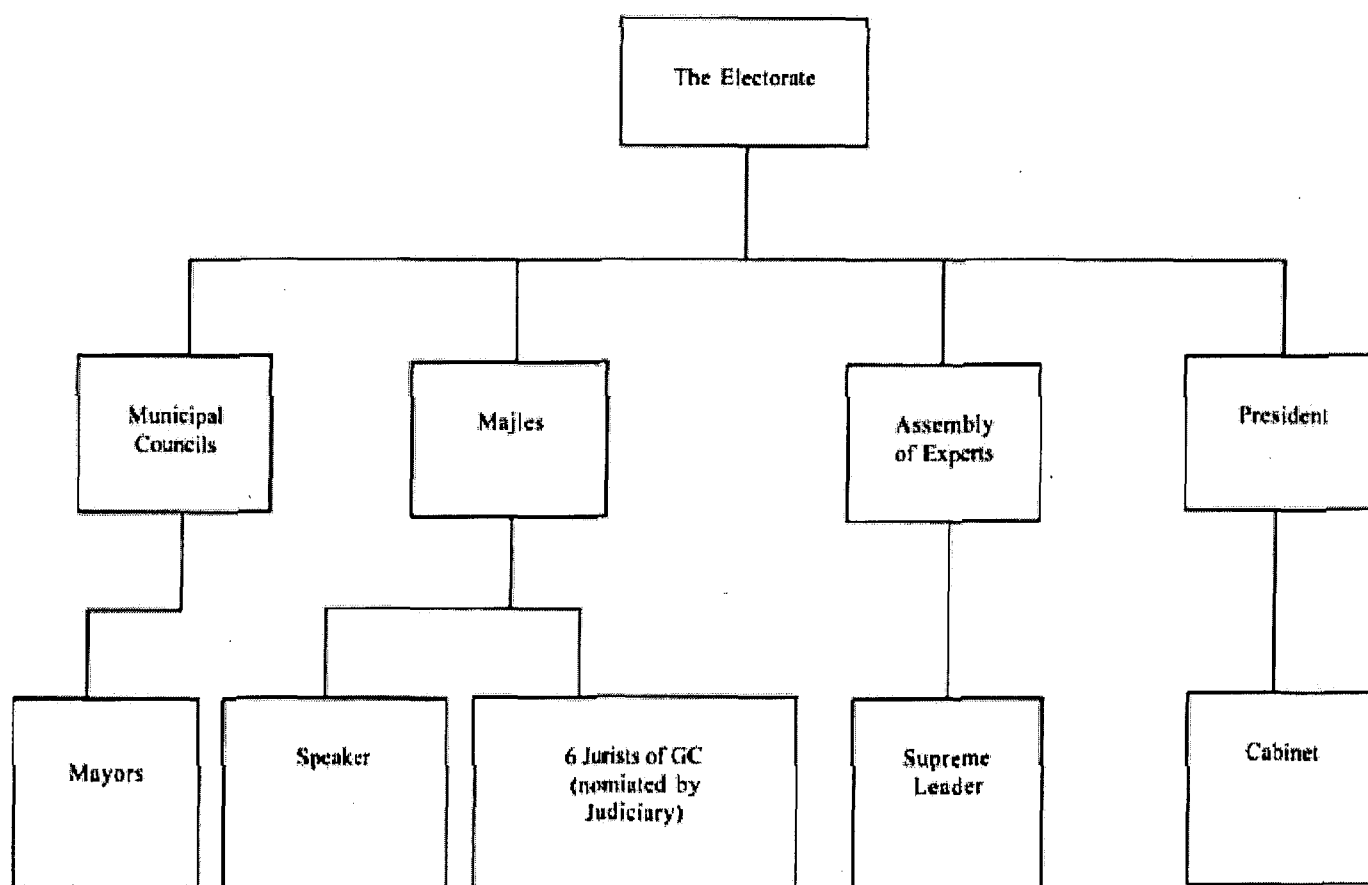 The Electorate
Municipal
Councils
Majles
Assembly
of Experts
President
Mayors
Speaker
6 Jurists of GC
(nomiated by
Judiciary)
Supreme
Leader
Cabinet